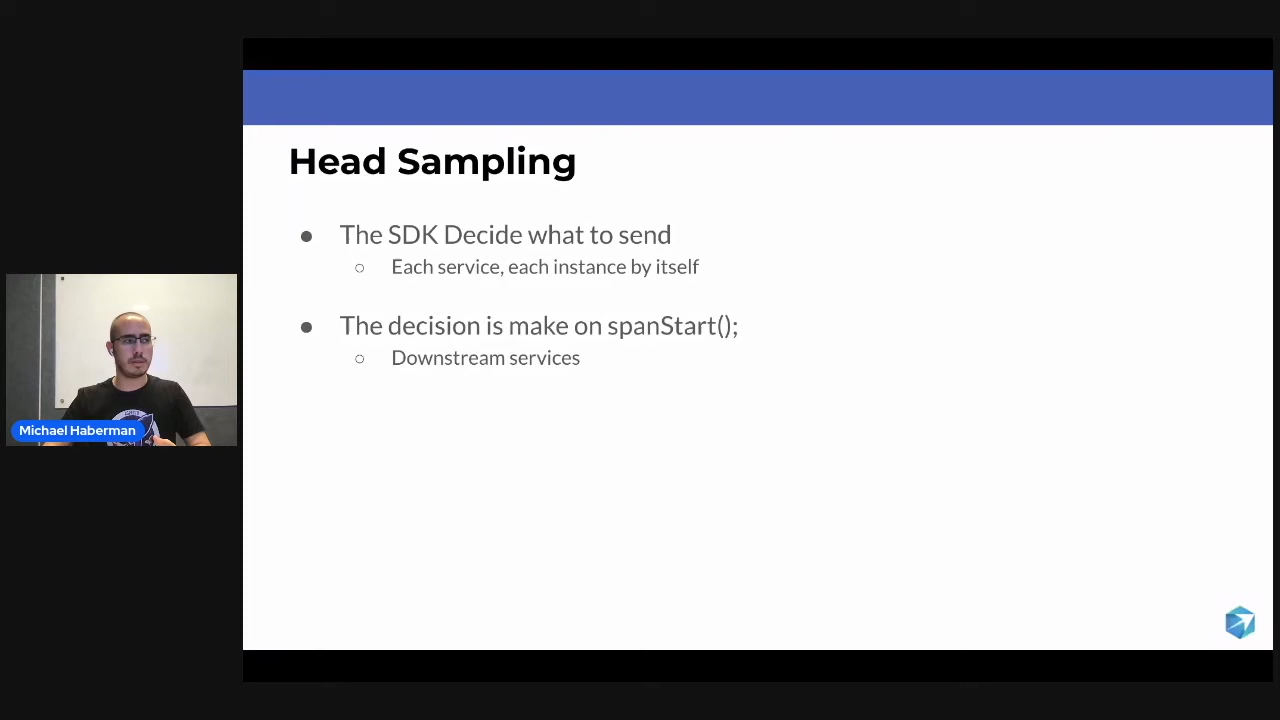 Head Sampling
● The SDK Decide what to send
○ Each service, each instance by itself
● The decision is make on spanStart();
○ Downstream services
Michael Haberman